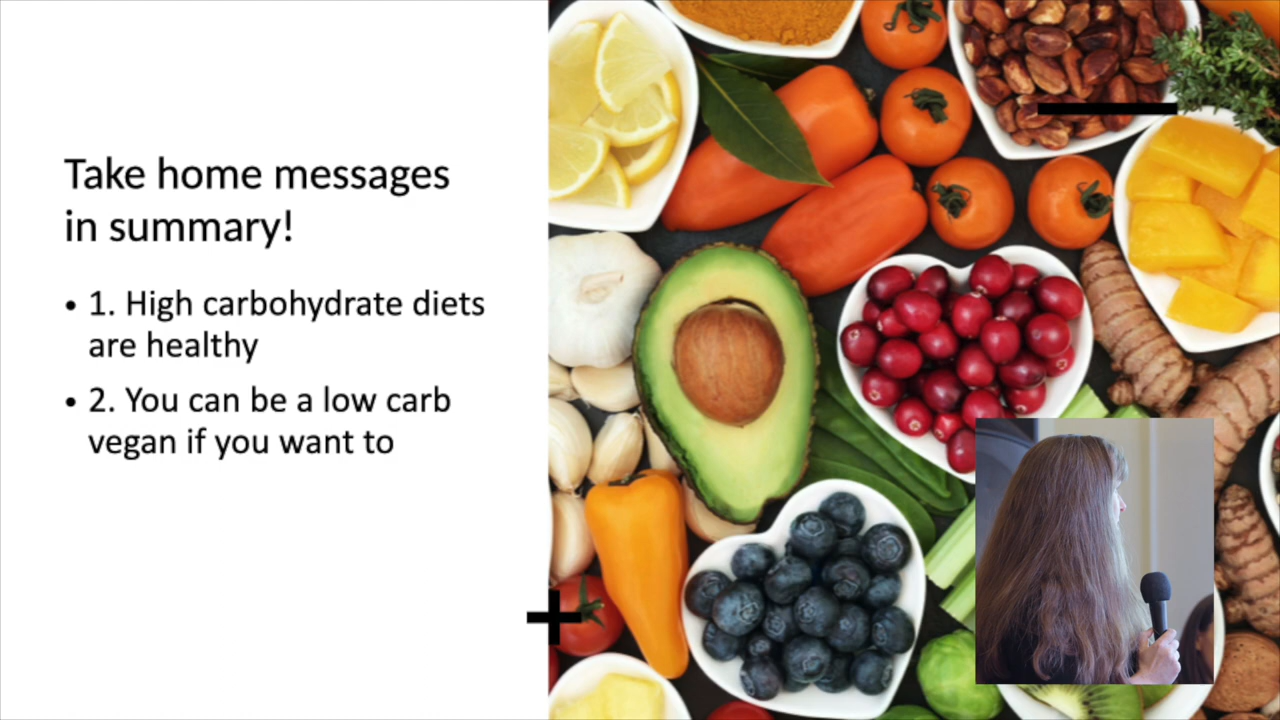 Take home messages
in summary!
• 1. High carbohydrate diets
are healthy
• 2. You can be a low carb
vegan if you want to